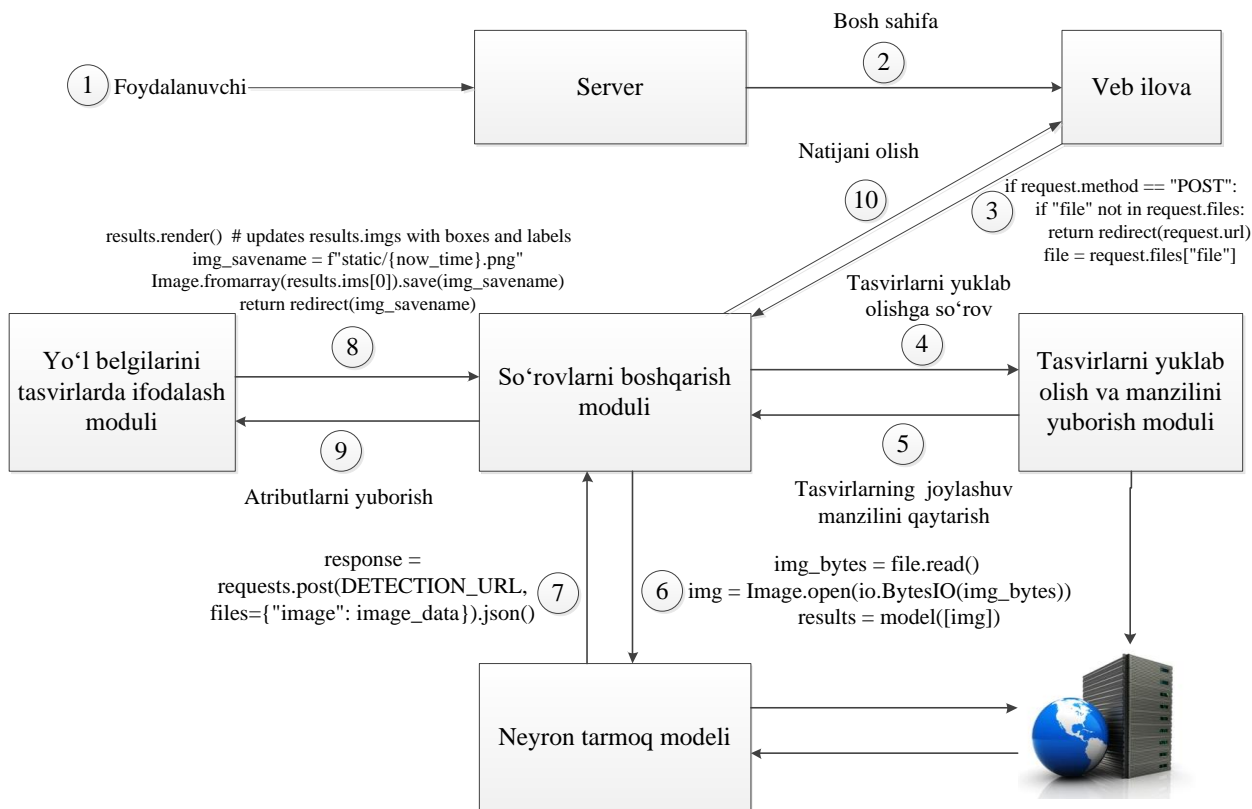 Bosh sahifa
2
1
Foydalanuvchi
Server
Veb ilova
Natijani olish
10
3
if request.method == "POST":
if "file" not in request.files:
return redirect(request.url)
file = request.files["file"]
results.render()  # updates results.imgs with boxes and labels
img_savename = f"static/{now_time}.png"
Image.fromarray(results.ims[0]).save(img_savename)
return redirect(img_savename)
Tasvirlarni yuklab
olishga so‘rov
8
4
Yo‘l belgilarini
tasvirlarda ifodalash
moduli
So‘rovlarni boshqarish
moduli
Tasvirlarni yuklab
olish va manzilini
yuborish moduli
9
5
Atributlarni yuborish
Tasvirlarning  joylashuv
manzilini qaytarish
response =
requests.post(DETECTION_URL,
files={"image": image_data}).json()
7
6
img_bytes = file.read()
img = Image.open(io.BytesIO(img_bytes))
results = model([img])
Neyron tarmoq modeli